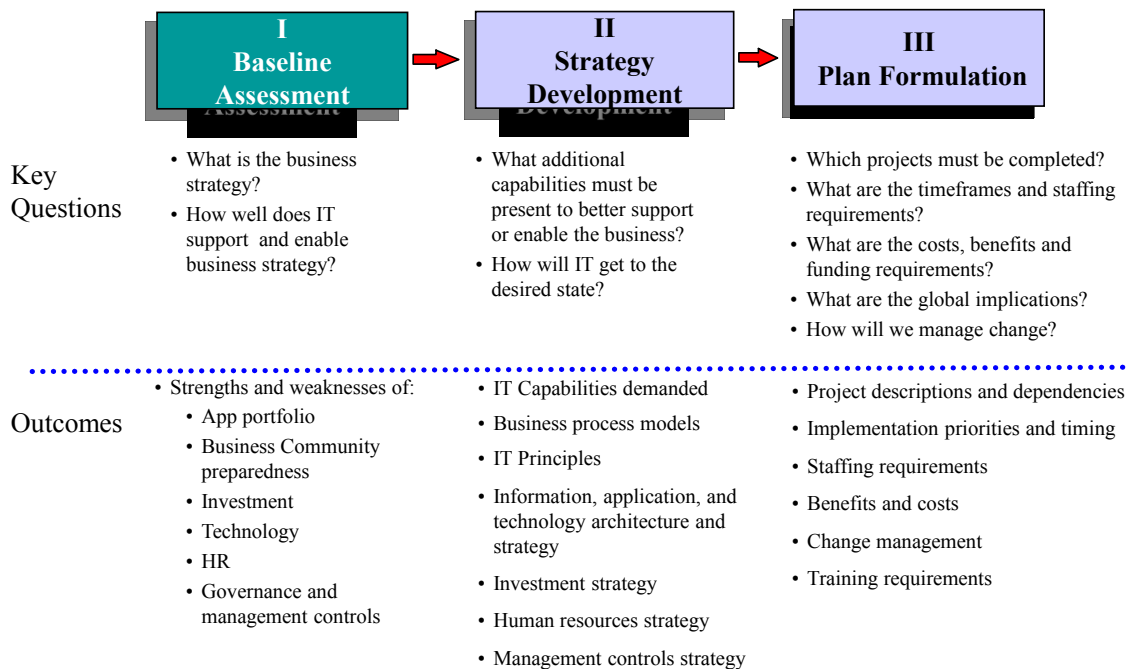 I
Baseline
Assessment
II
Strategy
Development
III
Plan Formulation
Key
Questions
• What is the business
strategy?
• How well does IT
support and enable
business strategy?
• What additional
capabilities must be
present to better support
or enable the business?
• How will IT get to the
desired state?
• Which projects must be completed?
• What are the timeframes and staffing
requirements?
• What are the costs, benefits and
funding requirements?
• What are the global implications?
• How will we manage change?
Outcomes
• Strengths and weaknesses of:
• App portfolio
• Business Community
preparedness
• Investment
• Technology
• HR
• Governance and
management controls
• IT Capabilities demanded
• Business process models
• IT Principles
• Information, application, and
technology architecture and
strategy
• Investment strategy
• Human resources strategy
• Management controls strategy
• Project descriptions and dependencies
• Implementation priorities and timing
• Staffing requirements
• Benefits and costs
• Change management
• Training requirements